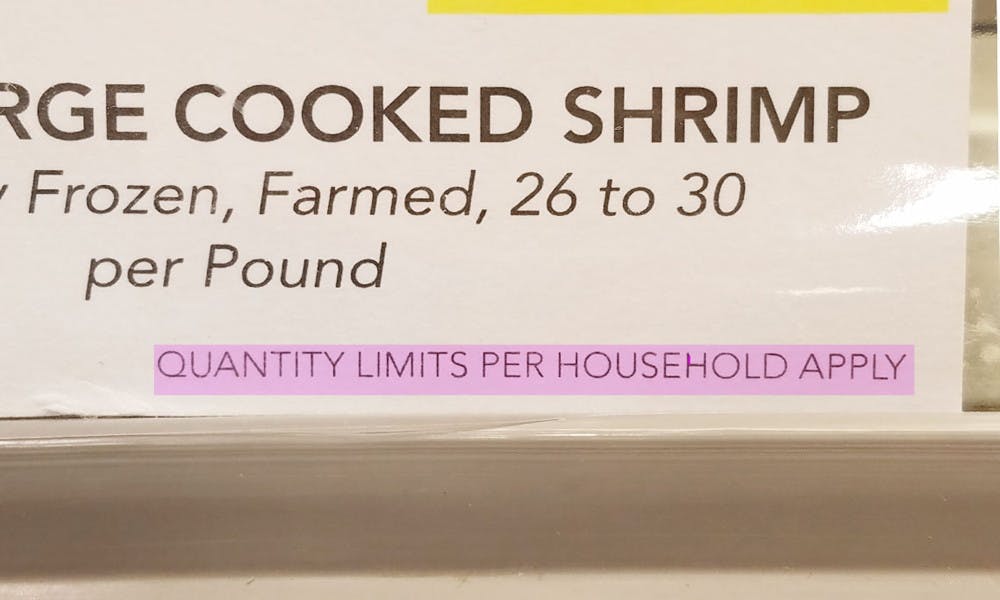 RGE COOKED SHRIMP
y Frozen, Farmed, 26 to 30
per Pound
QUANTITY LIMITS PER HOUSEHOLD APPLY